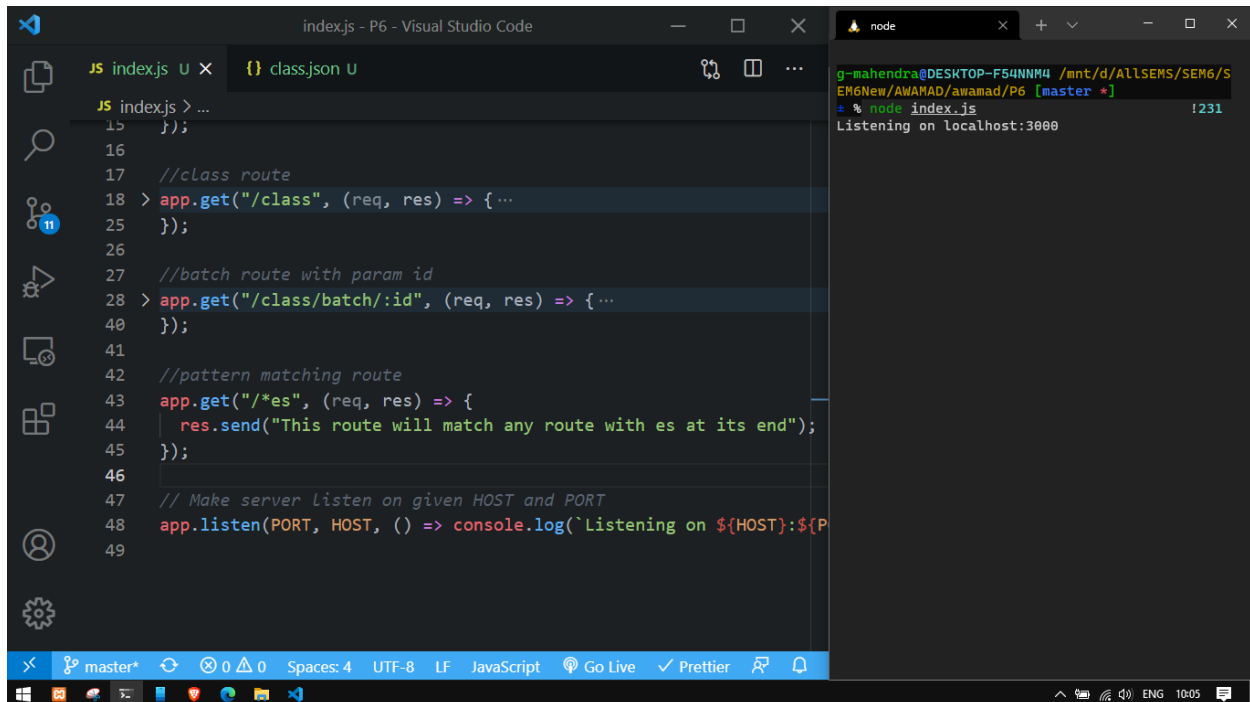 index.js - P6 - Visual Studio Code
JS index.js U
{} class.json U
JS index.js > ...
15 });
16
17 //class route
18 > app.get("/class", (req, res) => {…
25 });
26
27 //batch route with param id
28 > app.get("/class/batch/:id", (req, res) => {…
40 });
41
42 //pattern matching route
43 app.get("/*es", (req, res) => {
44 res.send("This route will match any route with es at its end");
45 });
46
47 // Make server listen on given HOST and PORT
48 app.listen(PORT, HOST, () => console.log(`Listening on ${HOST}:${P
49
11
master* 0 0 Spaces: 4 UTF-8 LF JavaScript Go Live Prettier
node
g-mahendra@DESKTOP-F54NNM4 /mnt/d/AllSEMS/SEM6/S
EM6New/AWAMAD/awamad/P6 [master *]
± % node index.js !231
Listening on localhost:3000
ENG 10:05